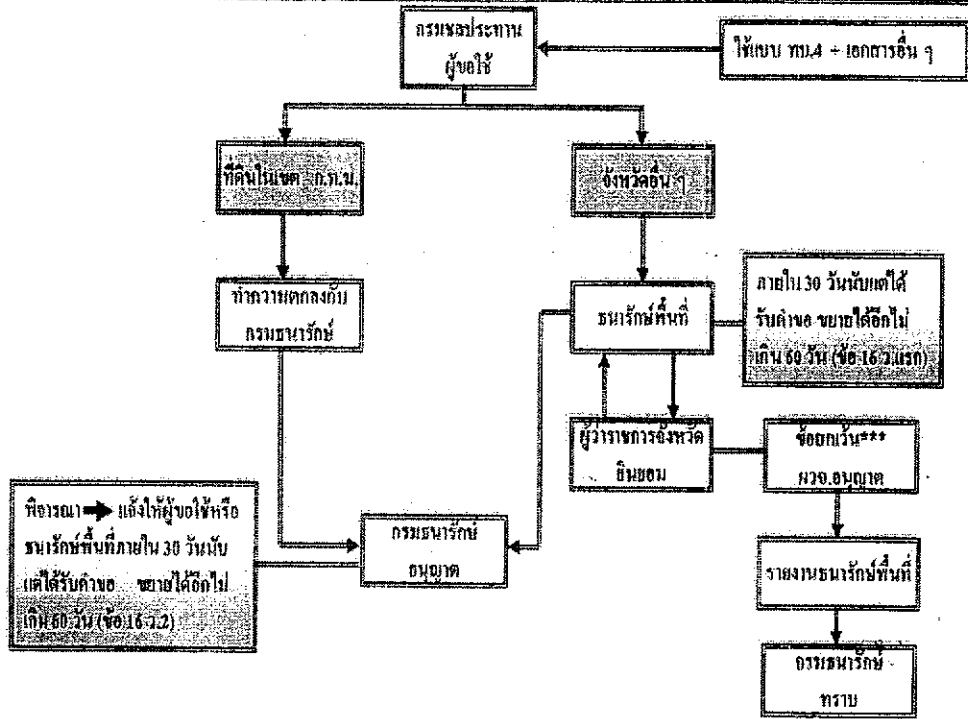 กรมชลประทาน
ผู้ขอใช้
ใช้แบบ ทบ.4 + เอกสารอื่น ๆ
ที่ดินในเขต ก.ท.ม.
จังหวัดอื่น ๆ
ทำความตกลงกับ
กรมธนารักษ์
ธนารักษ์พื้นที่
ภายใน 30 วันนับแต่ได้
รับคำขอ ขยายได้อีกไม่
เกิน 60 วัน (ข้อ 16 ว.แรก)
ผู้ว่าราชการจังหวัด
ยินยอม
ข้อยกเว้น***
ผวจ.อนุญาต
พิจารณา ➡ แจ้งให้ผู้ขอใช้หรือ
ธนารักษ์พื้นที่ภายใน 30 วันนับ
แต่ได้รับคำขอ ขยายได้อีกไม่
เกิน 60 วัน (ข้อ 16 ว.2)
กรมธนารักษ์
อนุญาต
รายงานธนารักษ์พื้นที่
กรมธนารักษ์
ทราบ